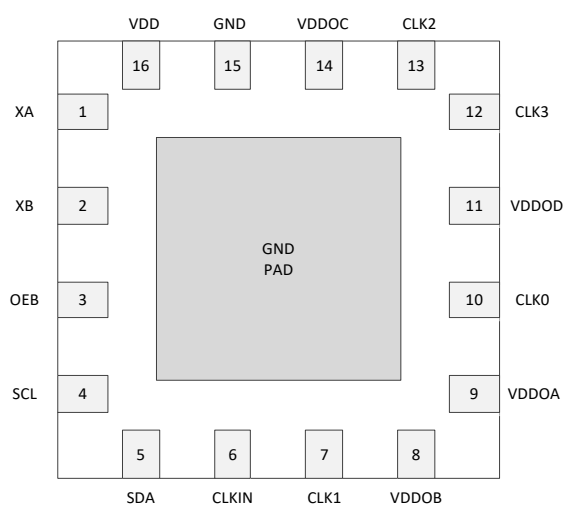 VDD GND VDDOC CLK2
16 15 14 13
XA 1 12 CLK3
XB 2 11 VDDOD
GND
PAD
OEB 3 10 CLK0
SCL 4 9 VDDOA
5 6 7 8
SDA CLKIN CLK1 VDDOB